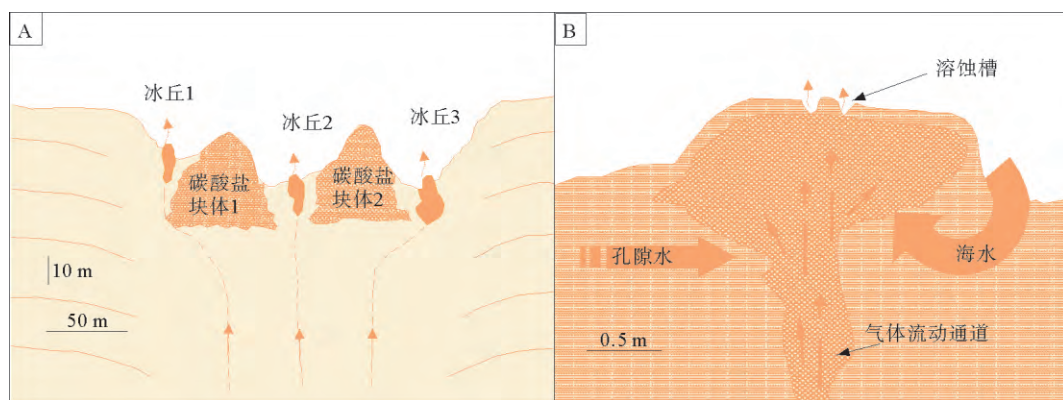 A
冰丘1
冰丘2
冰丘3
碳酸盐
块体1
碳酸盐
块体2
10 m
50 m
B
溶蚀槽
孔隙水
海水
0.5 m
气体流动通道